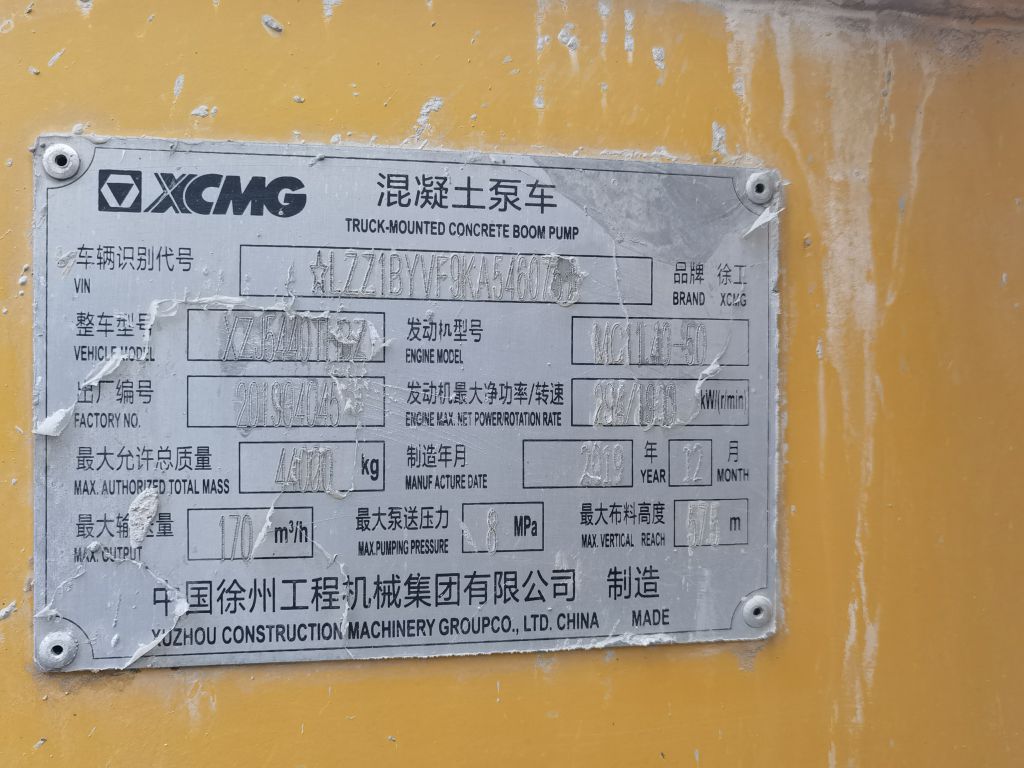 XCMG 混凝土泵车
TRUCK-MOUNTED CONCRETE BOOM PUMP
车辆识别代号 品牌 徐工
VIN BRAND XCMG
整车型号 发动机型号 MC11.40-50
VEHICLE MODEL ENGINE MODEL
出厂编号 发动机最大净功率/转速 kW/(r/min)
FACTORY NO. ENGINE MAX. NET POWER/ROTATION RATE
最大允许总质量 44000 kg 制造年月 2019 年 12 月
MAX. AUTHORIZED TOTAL MASS MANUFACTURE DATE YEAR MONTH
最大输送量 170 m³/h 最大泵送压力 8 MPa 最大布料高度 m
MAX. OUTPUT MAX.PUMPING PRESSURE MAX. VERTICAL REACH
中国徐州工程机械集团有限公司 制造
XUZHOU CONSTRUCTION MACHINERY GROUPCO., LTD. CHINA MADE